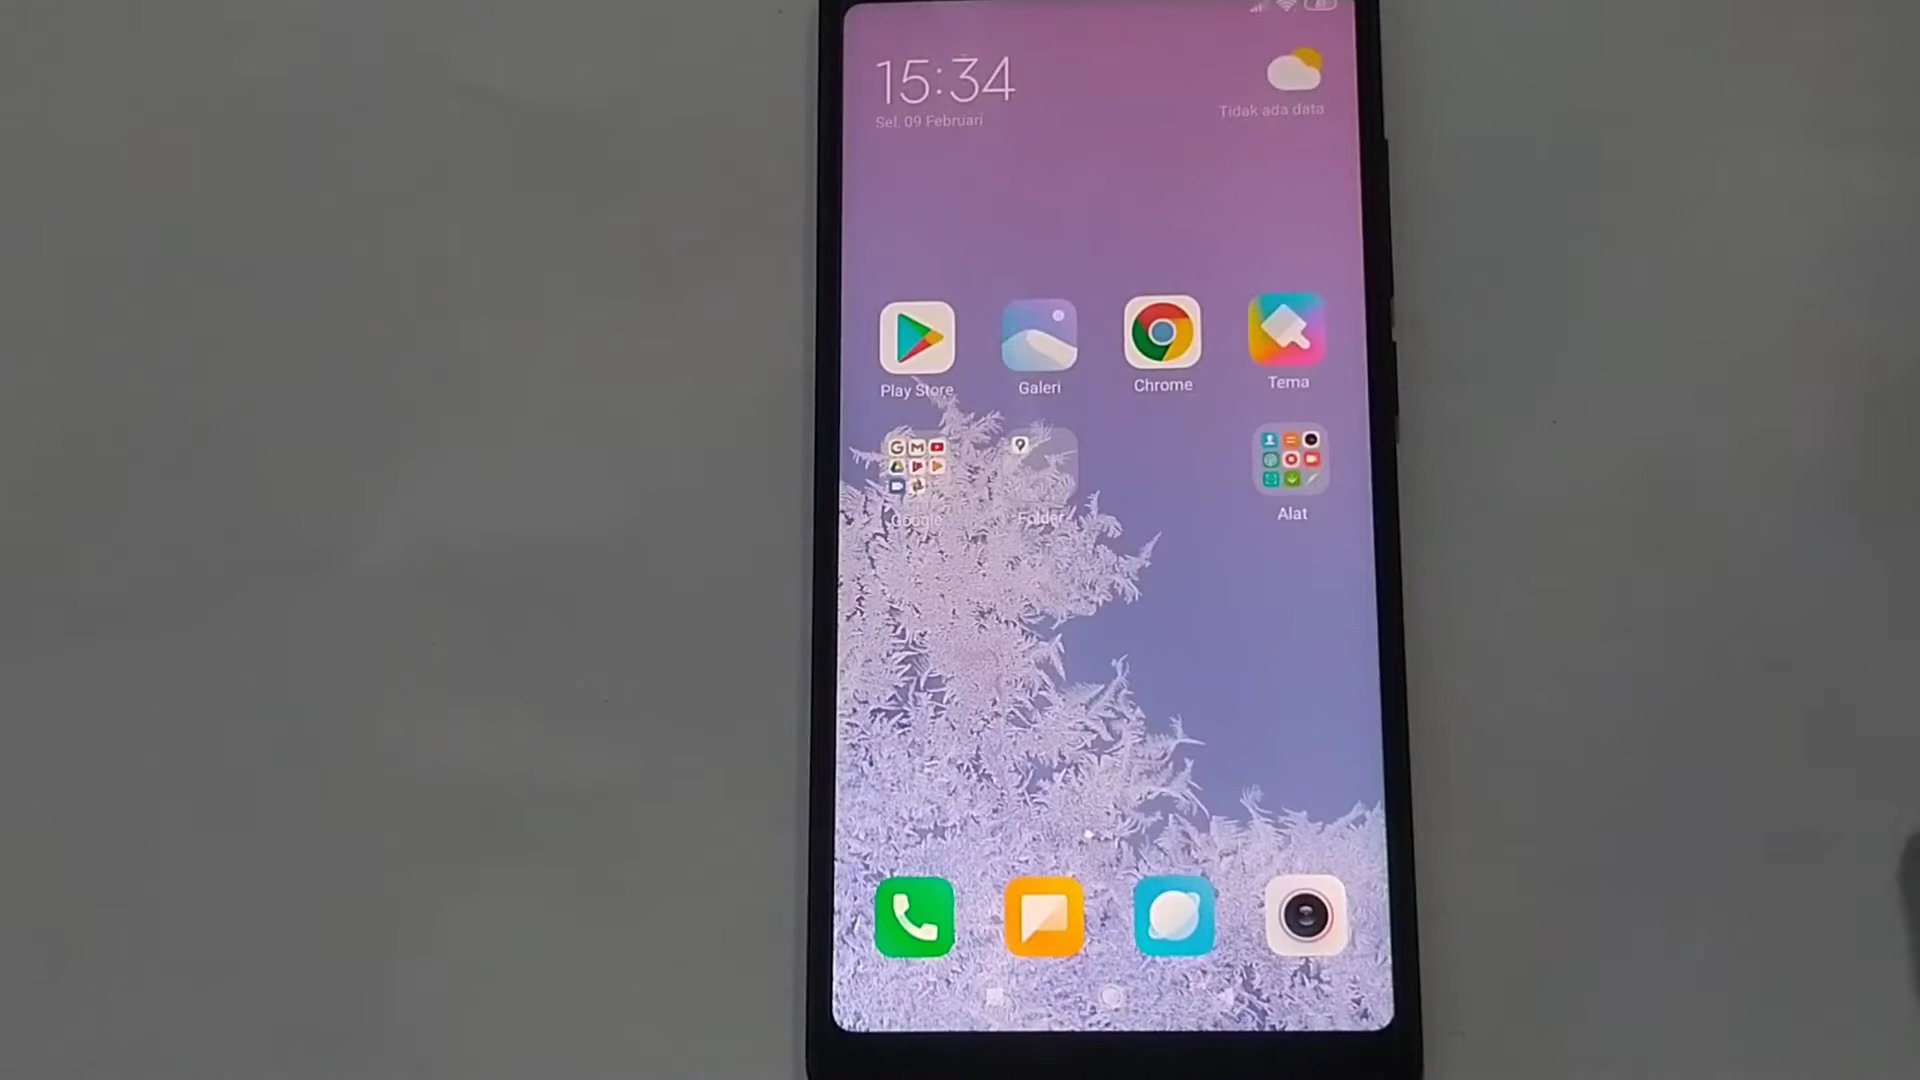 15:34
Sel, 09 Februari
Tidak ada data
Play Store
Galeri
Chrome
Tema
Google
Folder
Alat